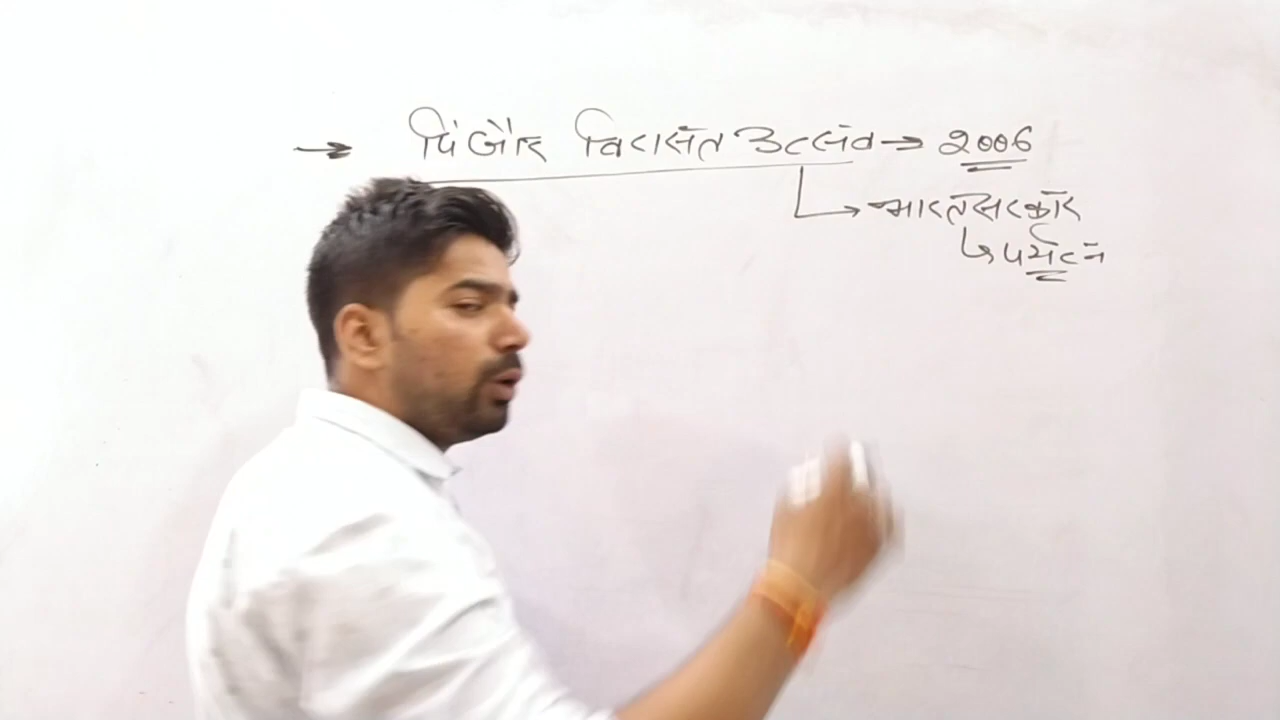 → पिंजौर विरासत उत्सव → 2006
↳ भारत सरकार
↳ पर्यटन